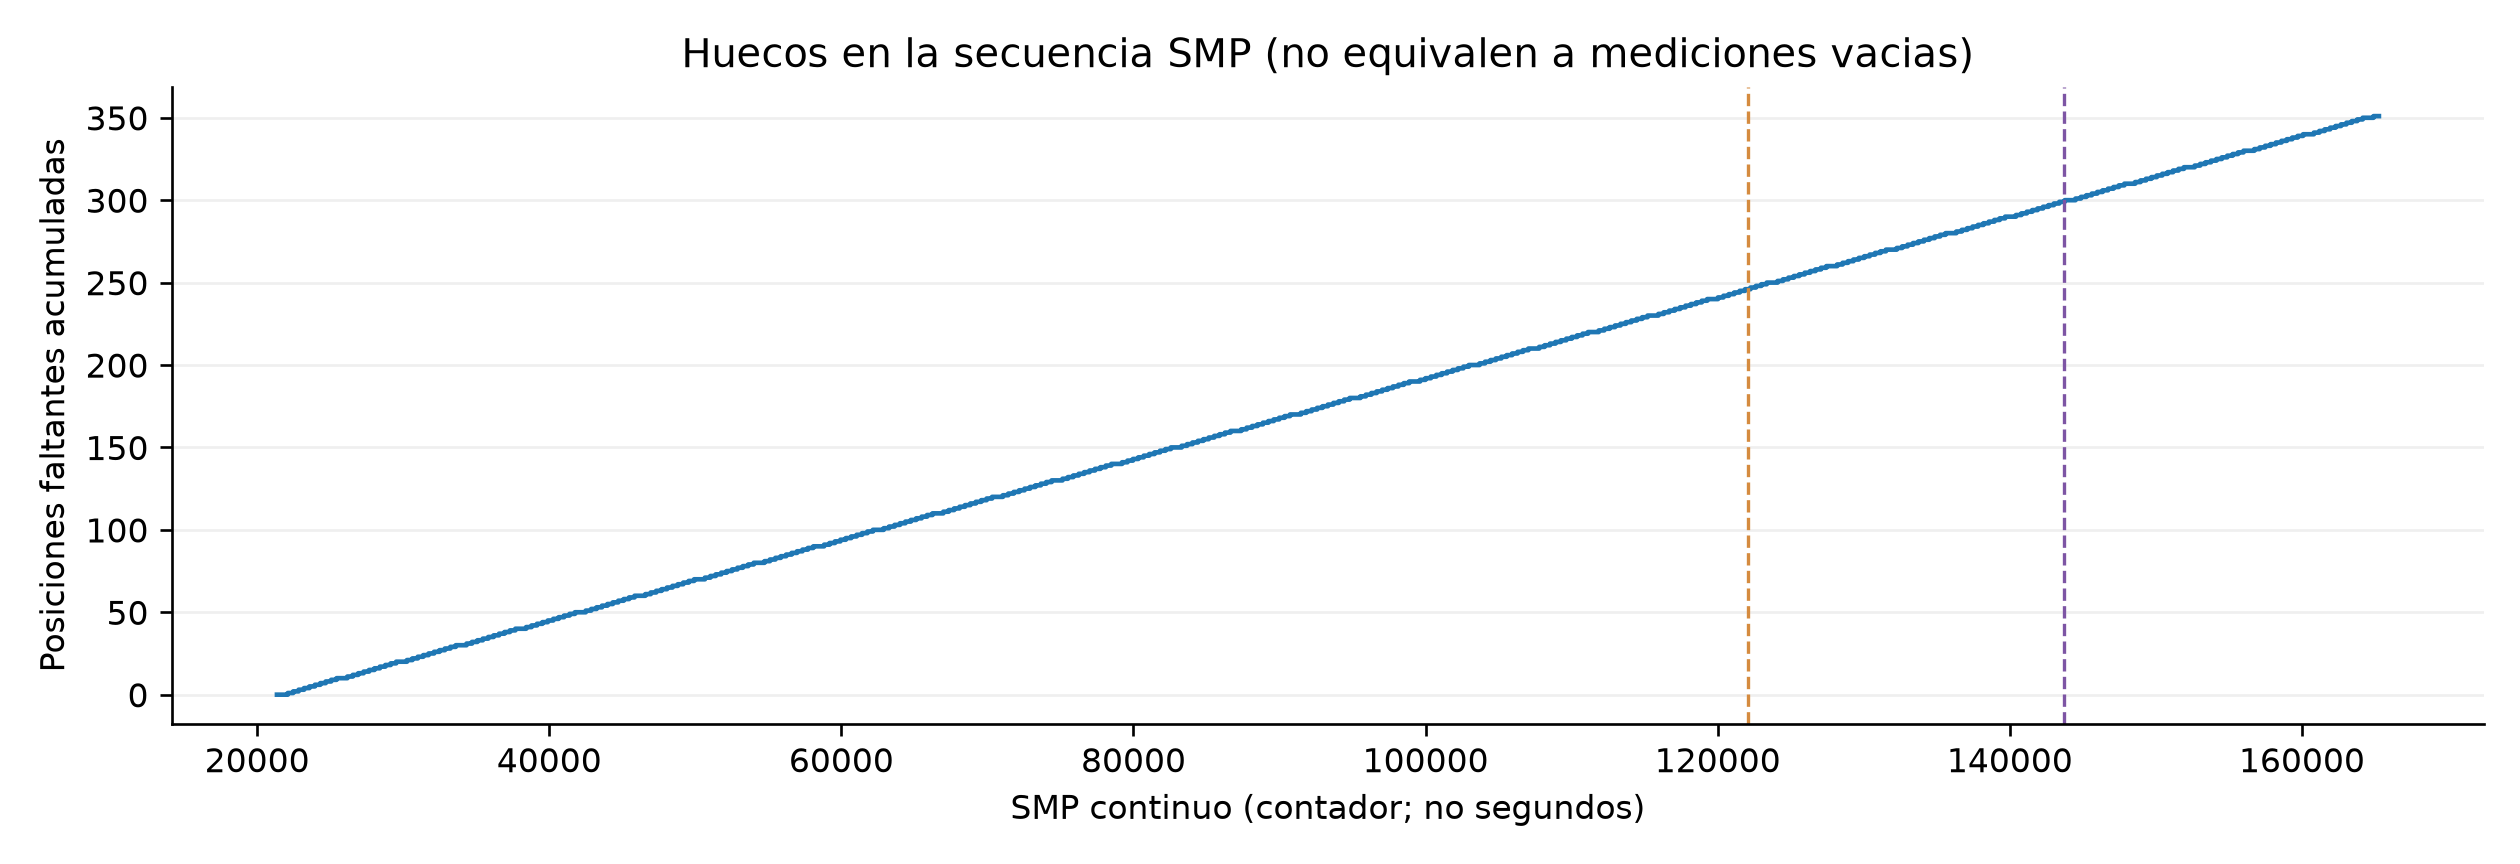 Huecos en la secuencia SMP (no equivalen a mediciones vacias)
Posiciones faltantes acumuladas
350
300
250
200
150
100
50
0
20000 40000 60000 80000 100000 120000 140000 160000
SMP continuo (contador; no segundos)